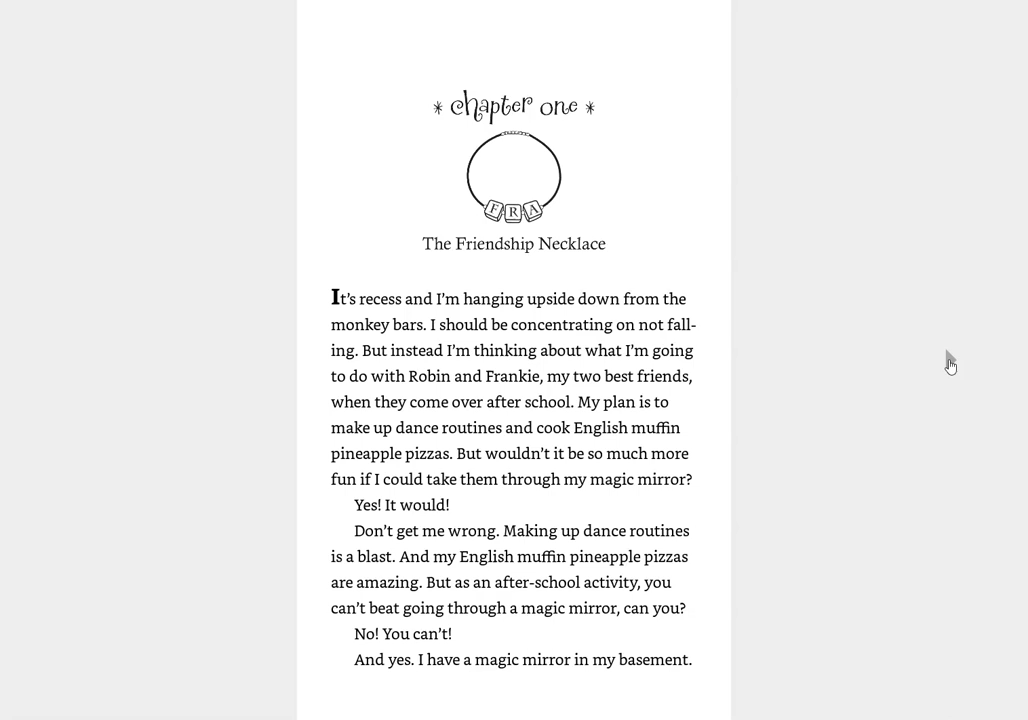 * chapter one *
F R A
The Friendship Necklace
It's recess and I'm hanging upside down from the
monkey bars. I should be concentrating on not fall-
ing. But instead I'm thinking about what I'm going
to do with Robin and Frankie, my two best friends,
when they come over after school. My plan is to
make up dance routines and cook English muffin
pineapple pizzas. But wouldn't it be so much more
fun if I could take them through my magic mirror?
Yes! It would!
Don't get me wrong. Making up dance routines
is a blast. And my English muffin pineapple pizzas
are amazing. But as an after-school activity, you
can't beat going through a magic mirror, can you?
No! You can't!
And yes. I have a magic mirror in my basement.